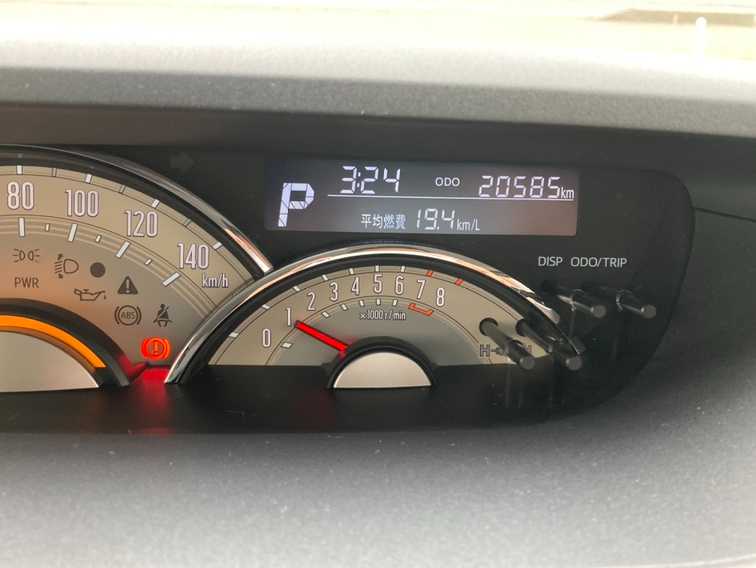 3:24 ODO 20585km
P
平均燃費 19.4km/L
80 100 120 140
km/h
DISP ODO/TRIP
PWR
ABS
0 1 2 3 4 5 6 7 8
×1000r/min
H